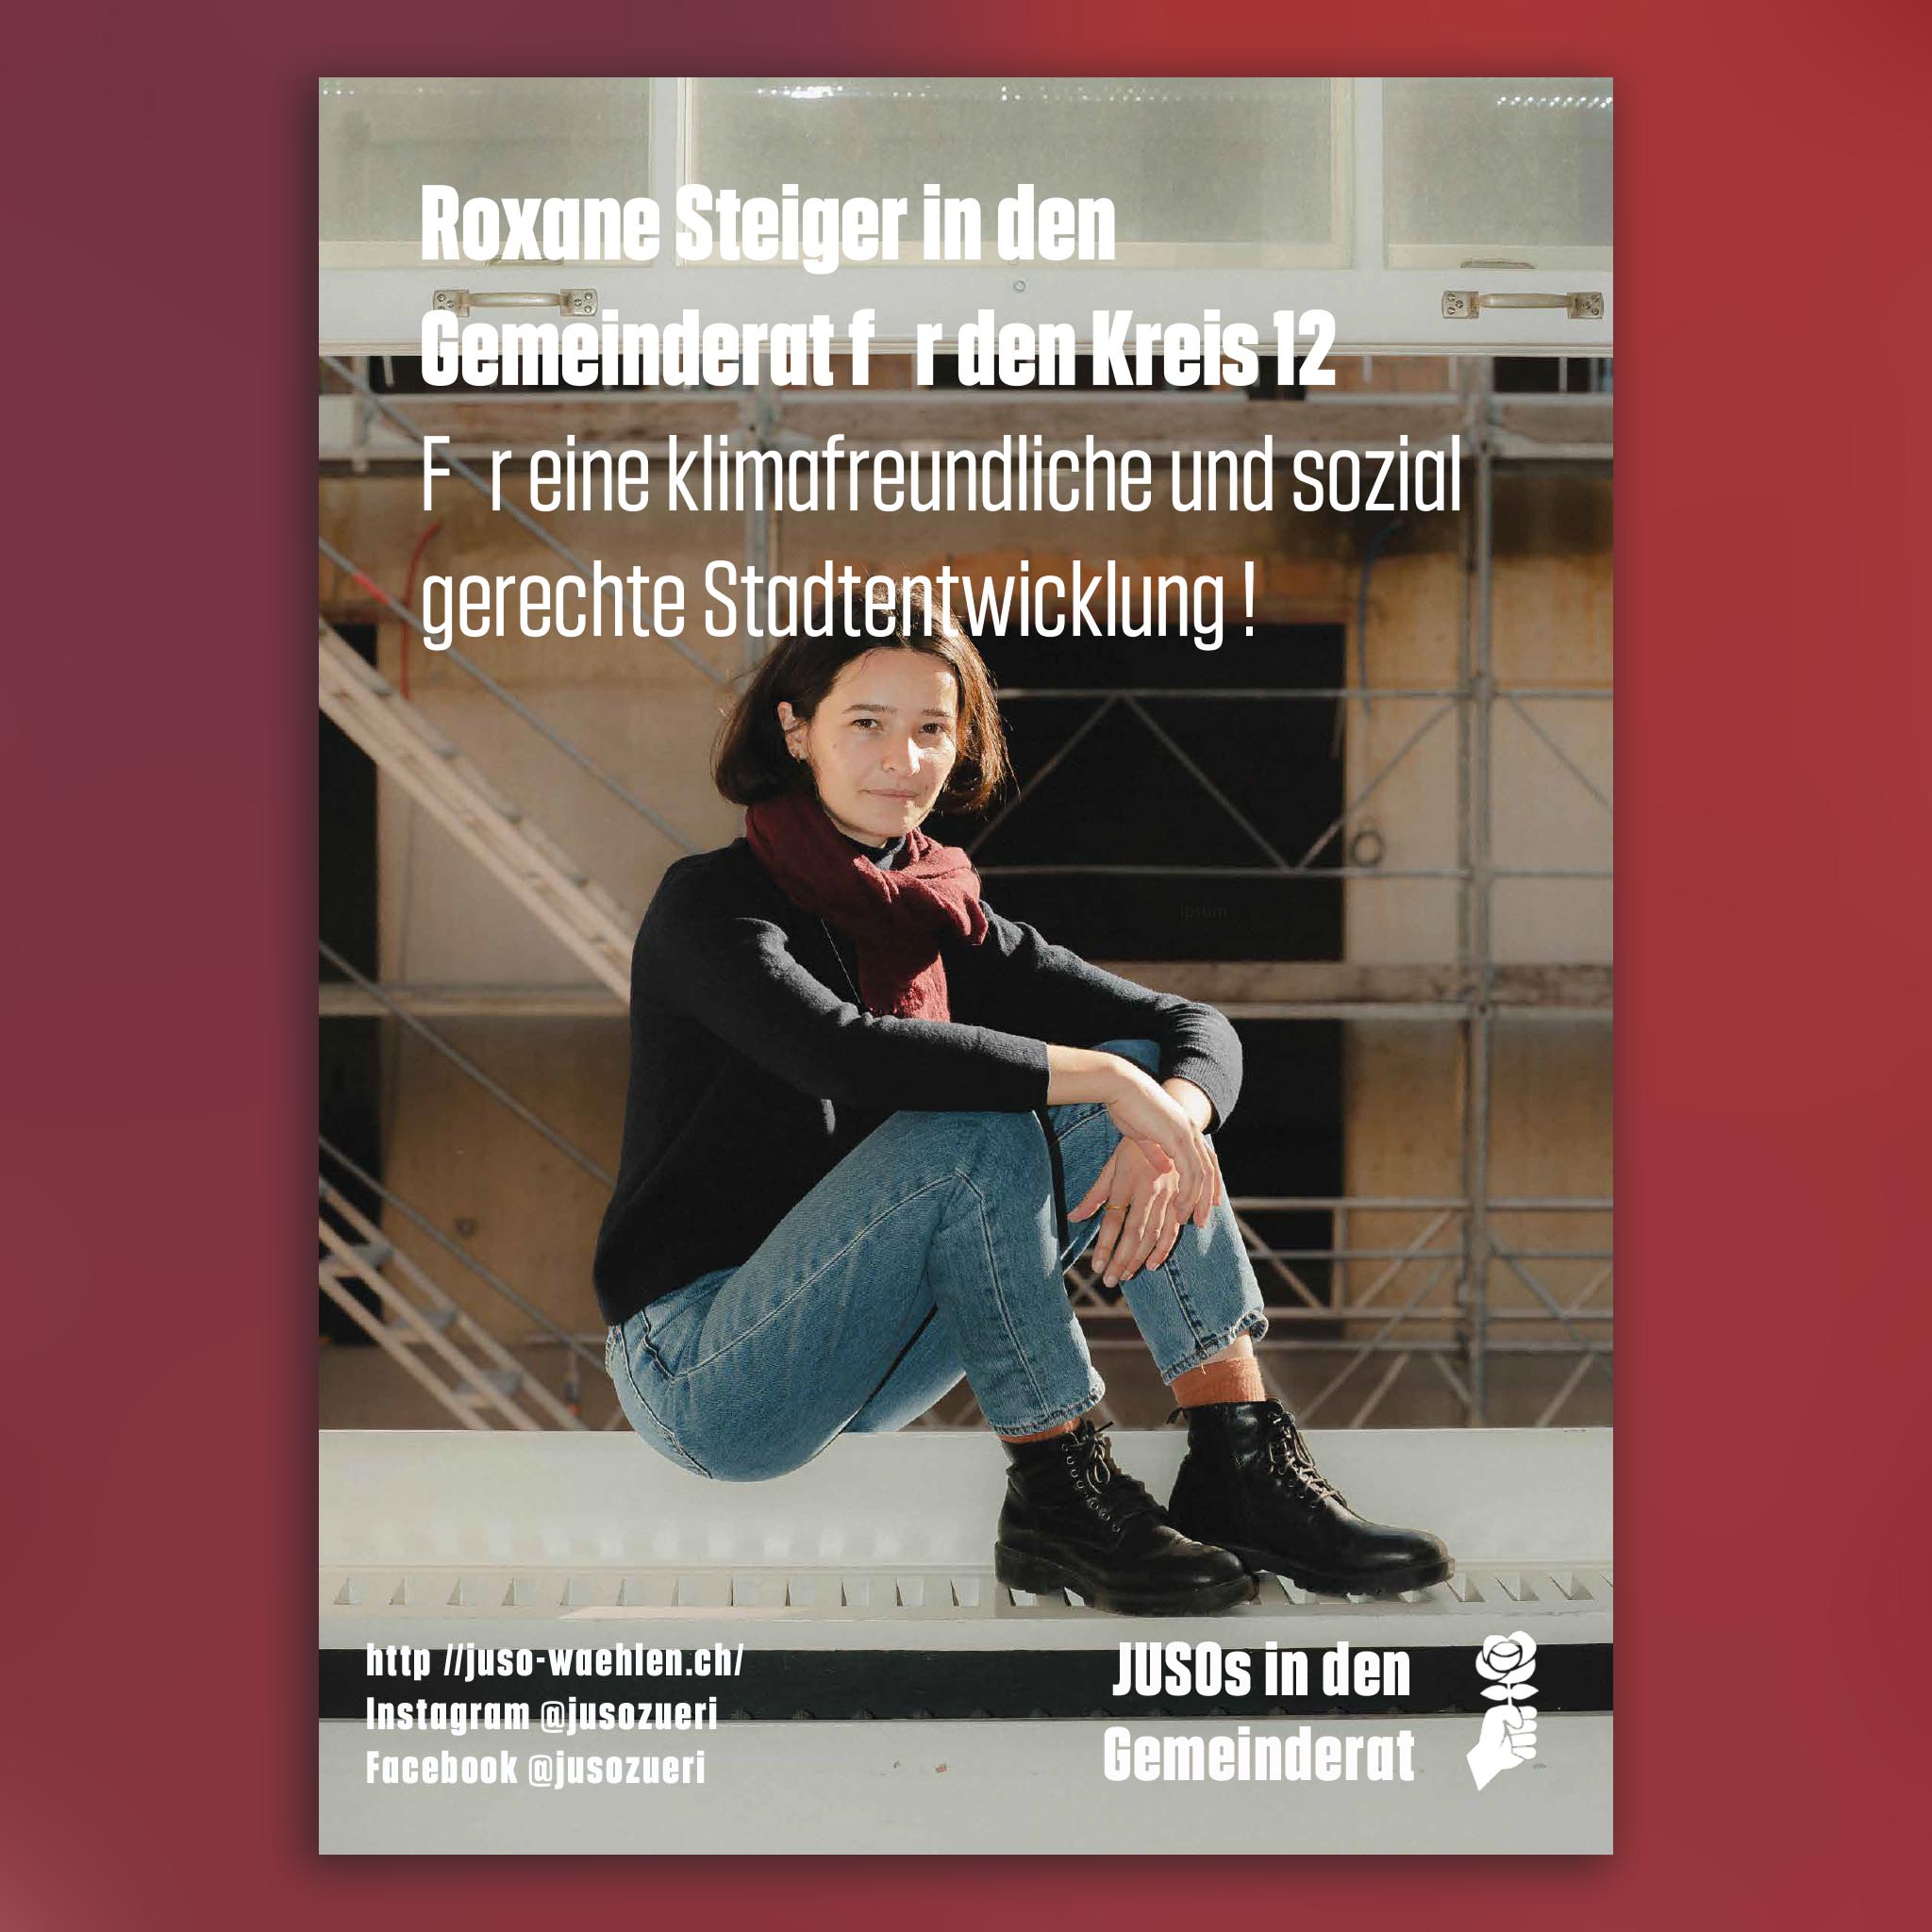 Roxane Steiger in den
Gemeinderat f r den Kreis 12
F r eine klimafreundliche und sozial
gerechte Stadtentwicklung !
ipsum
http //juso-waehlen.ch/
Instagram @jusozueri
Facebook @jusozueri
JUSOs in den
Gemeinderat